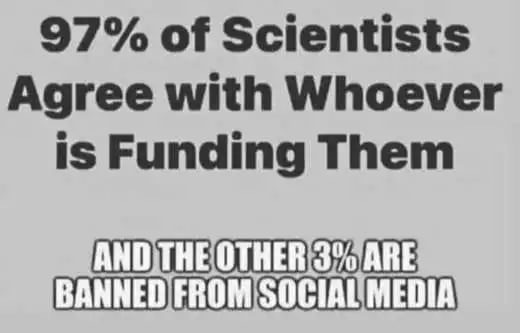 97% of Scientists
Agree with Whoever
is Funding Them
AND THE OTHER 3% ARE
BANNED FROM SOCIAL MEDIA